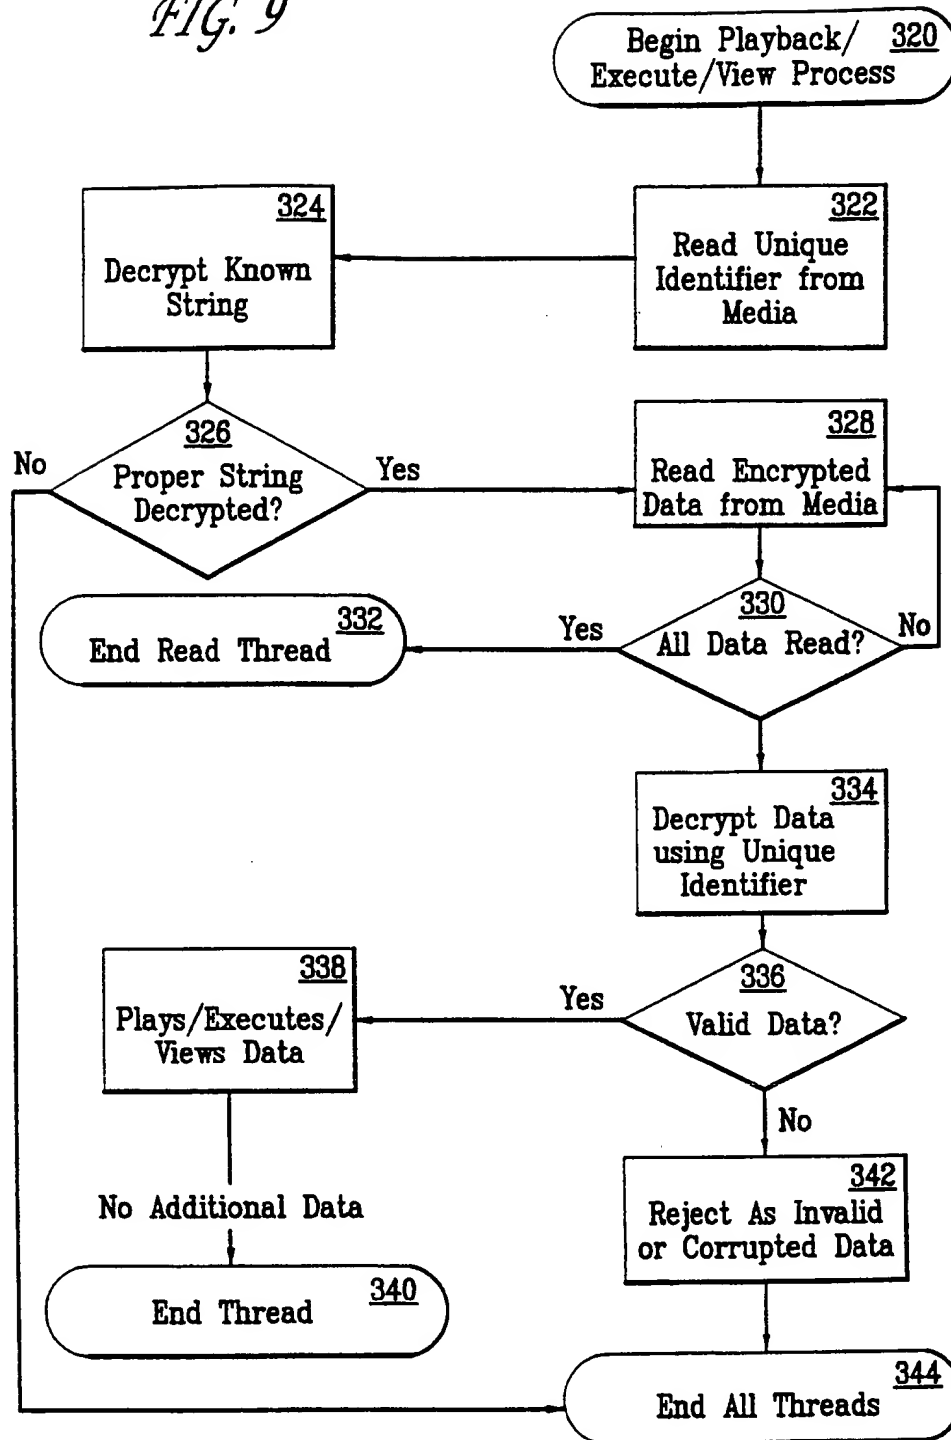 FIG. 9
Begin Playback/ 320
Execute/View Process
322
Read Unique
Identifier from
Media
324
Decrypt Known
String
326
Proper String
Decrypted?
No
Yes
328
Read Encrypted
Data from Media
330
All Data Read?
No
Yes
332
End Read Thread
334
Decrypt Data
using Unique
Identifier
336
Valid Data?
Yes
338
Plays/Executes/
Views Data
No Additional Data
340
End Thread
No
342
Reject As Invalid
or Corrupted Data
344
End All Threads